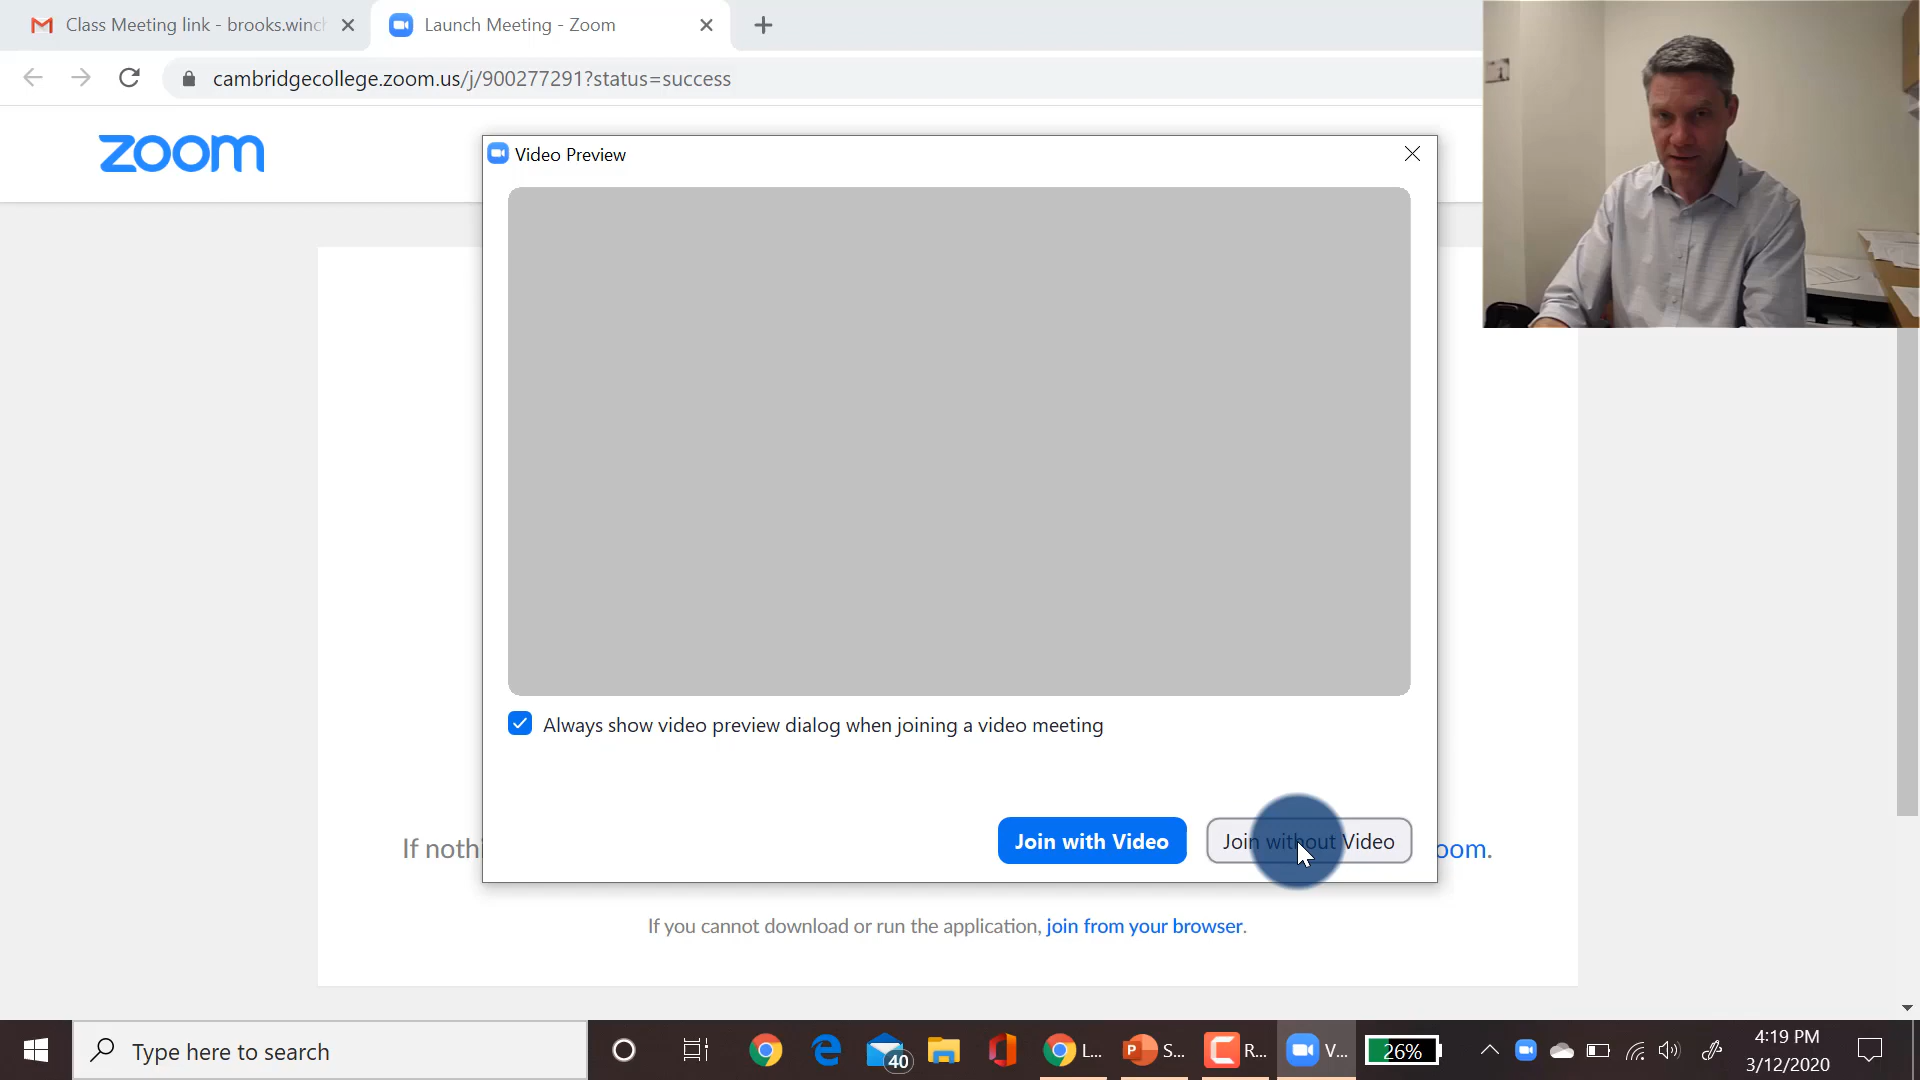 Class Meeting link - brooks.winch
Launch Meeting - Zoom
cambridgecollege.zoom.us/j/900277291?status=success
zoom
Video Preview
Always show video preview dialog when joining a video meeting
Join with Video
Join without Video
If nothi
oom.
If you cannot download or run the application, join from your browser.
Type here to search
40
L...
P
S...
R...
V...
26%
4:19 PM
3/12/2020